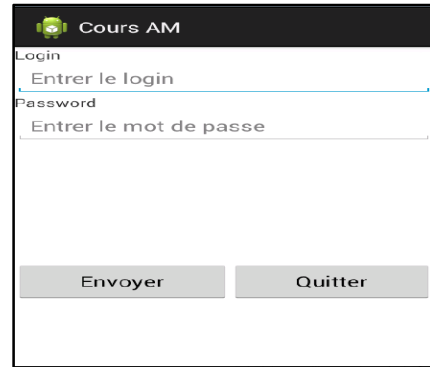 Cours AM
Login
Entrer le login
Password
Entrer le mot de passe
Envoyer Quitter